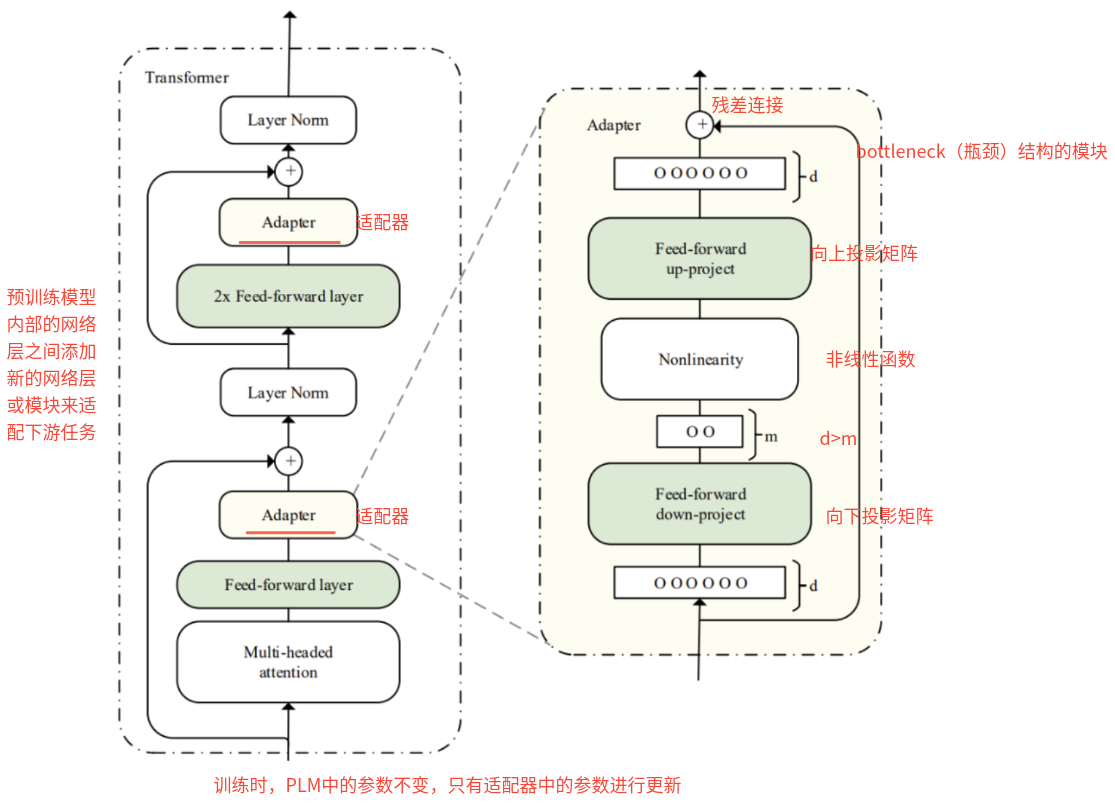 Transformer
Layer Norm
+
Adapter
适配器
2x Feed-forward layer
预训练模型
内部的网络
层之间添加
新的网络层
或模块来适
配下游任务
Layer Norm
+
Adapter
适配器
Feed-forward layer
Multi-headed
attention
Adapter
残差连接
+
bottleneck（瓶颈）结构的模块
O O O O O O
d
Feed-forward
up-project
向上投影矩阵
Nonlinearity
非线性函数
O O
m
d>m
Feed-forward
down-project
向下投影矩阵
O O O O O O
d
训练时，PLM中的参数不变，只有适配器中的参数进行更新